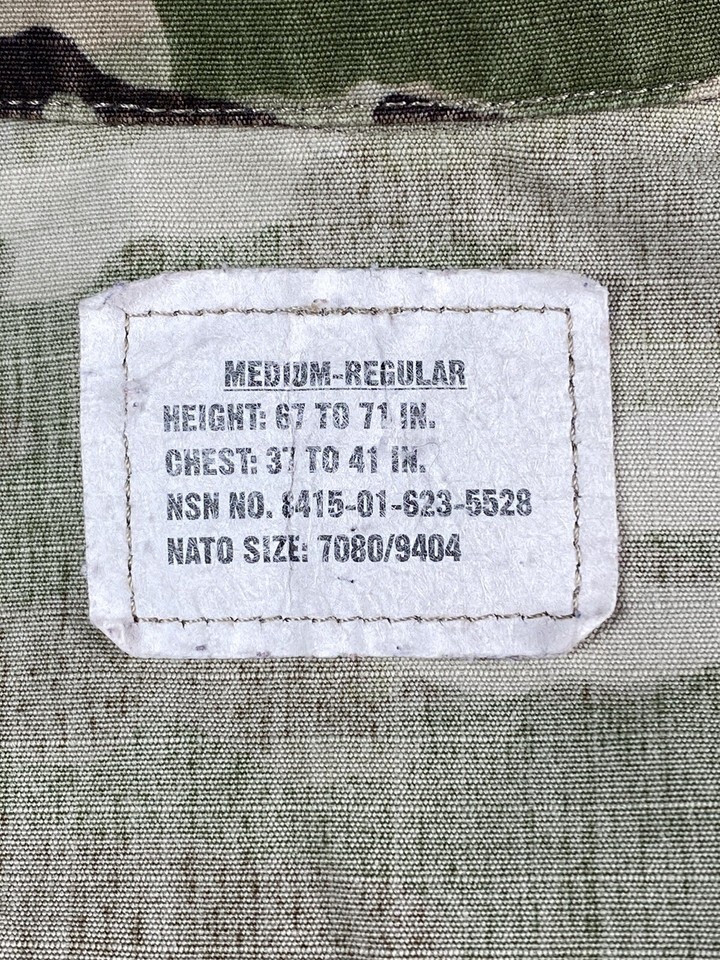 MEDIUM-REGULAR
HEIGHT: 67 TO 71 IN.
CHEST: 37 TO 41 IN.
NSN NO. 8415-01-623-5528
NATO SIZE: 7080/9404